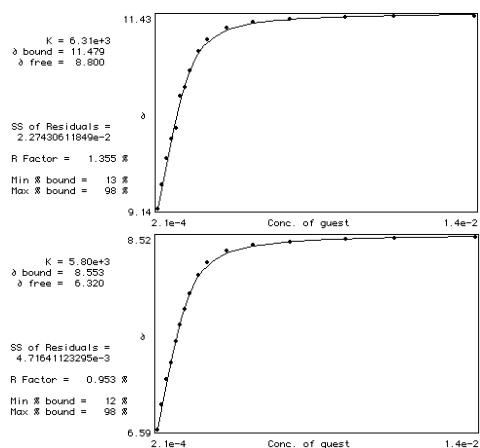 11.43
K = 6.31e+3
∂ bound = 11.479
∂ free = 8.800
∂
SS of Residuals =
2.27430611849e-2
R Factor = 1.355 %
Min % bound = 13 %
Max % bound = 98 %
9.14
2.1e-4 Conc. of guest 1.4e-2
8.52
K = 5.80e+3
∂ bound = 8.553
∂ free = 6.320
∂
SS of Residuals =
4.71641123295e-3
R Factor = 0.953 %
Min % bound = 12 %
Max % bound = 98 %
6.59
2.1e-4 Conc. of guest 1.4e-2